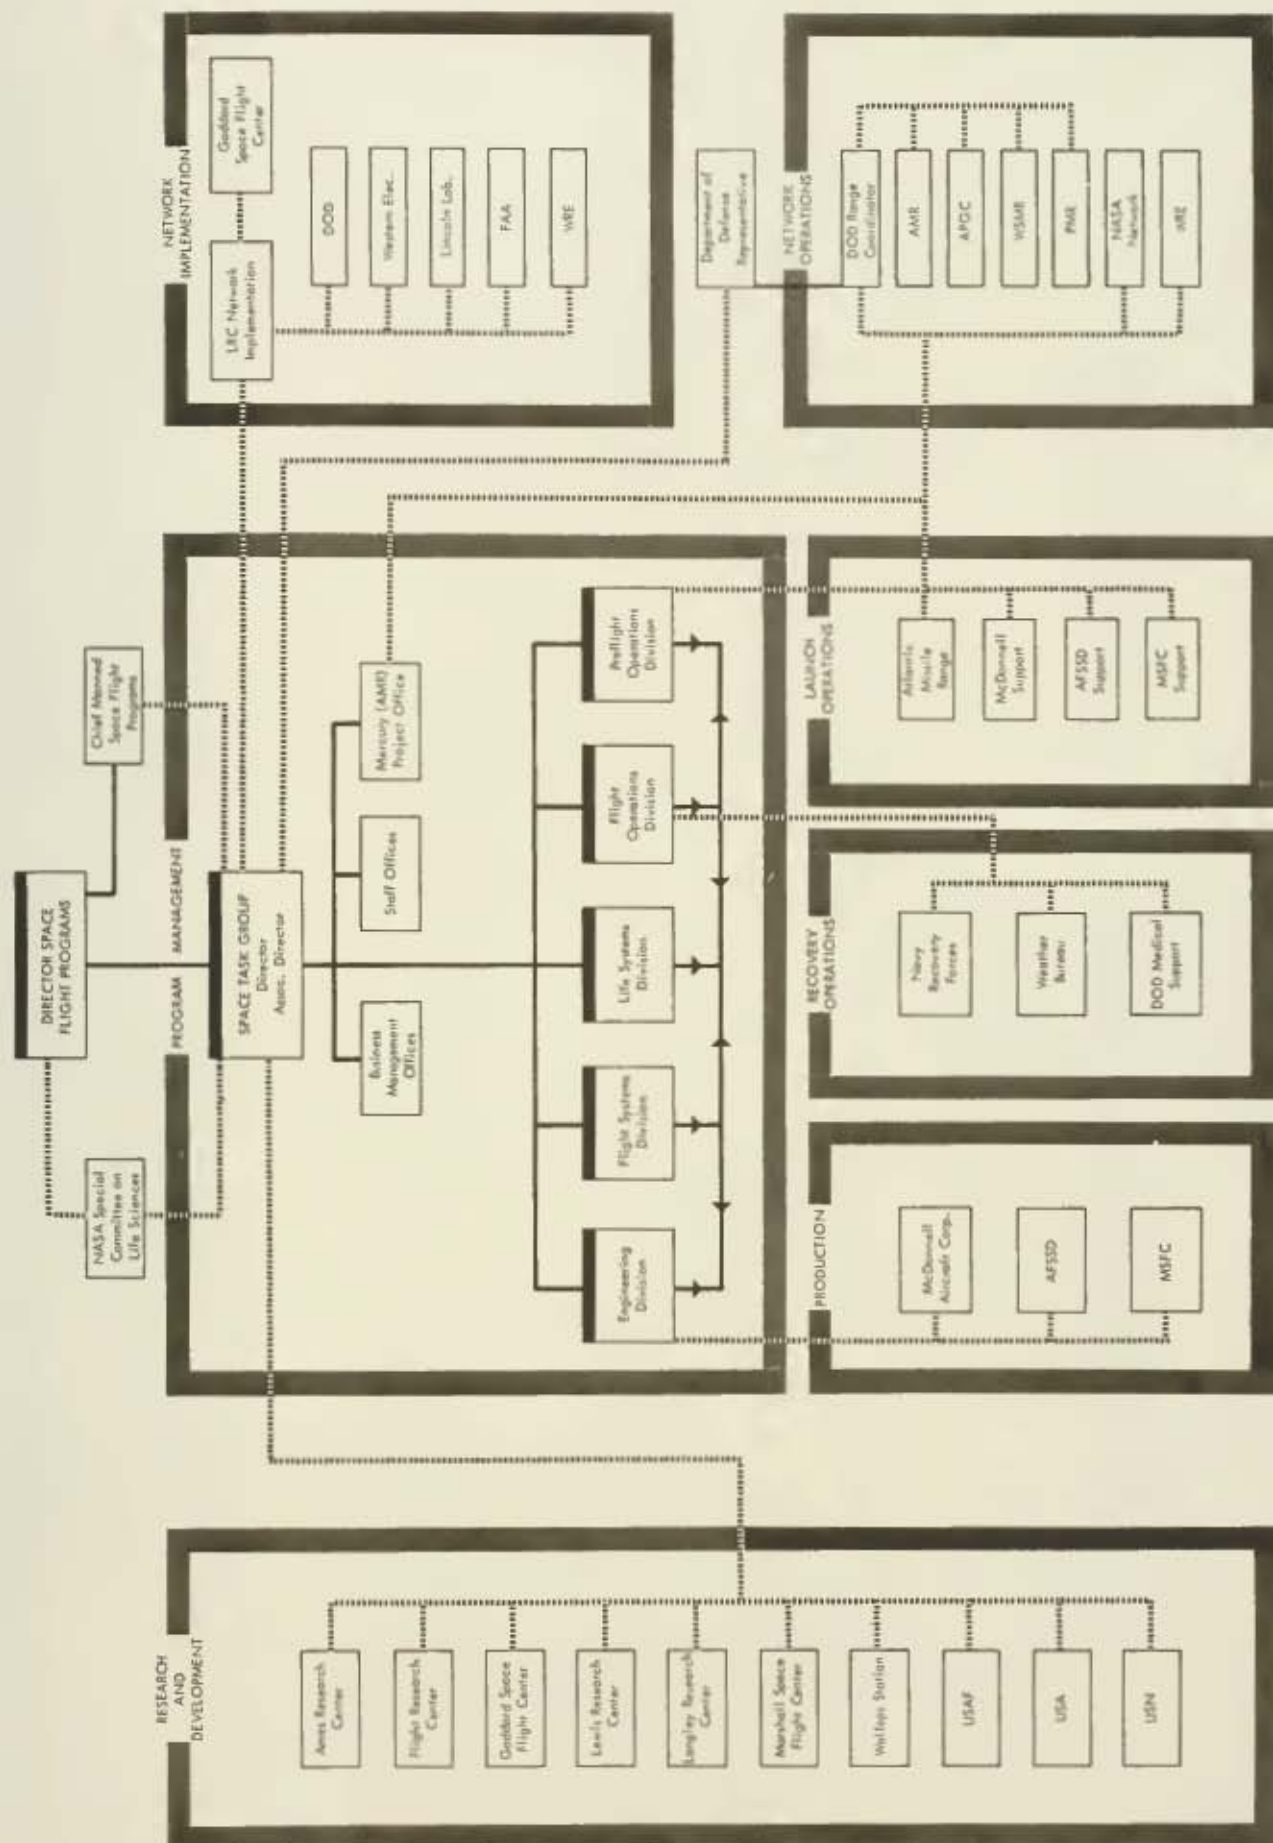 DIRECTOR SPACE
FLIGHT PROGRAMS
NASA Special
Committee on
Life Sciences
Chief Manned
Space Flight
Programs
PROGRAM MANAGEMENT
SPACE TASK GROUP
Director
Assoc. Director
Business
Management
Offices
Staff Offices
Mercury (AMR)
Project Office
Engineering
Division
Flight Systems
Division
Life Systems
Division
Flight
Operations
Division
Preflight
Operations
Division
RESEARCH
AND
DEVELOPMENT
Ames Research
Center
Flight Research
Center
Goddard Space
Flight Center
Lewis Research
Center
Langley Research
Center
Marshall Space
Flight Center
Wallops Station
USAF
USA
USN
PRODUCTION
McDonnell
Aircraft Corp.
AFSSD
MSFC
RECOVERY
OPERATIONS
Navy
Recovery
Forces
Weather
Bureau
DOD Medical
Support
LAUNCH
OPERATIONS
Atlantic
Missile
Range
McDonnell
Support
AFSSD
Support
MSFC
Support
NETWORK
IMPLEMENTATION
LRC Network
Implementation
Goddard
Space Flight
Center
DOD
Western Elec.
Lincoln Lab.
FAA
WRE
Department of
Defense
Representative
NETWORK
OPERATIONS
DOD Range
Coordinator
AMR
APGC
WSMR
PMR
NASA
Network
WRE